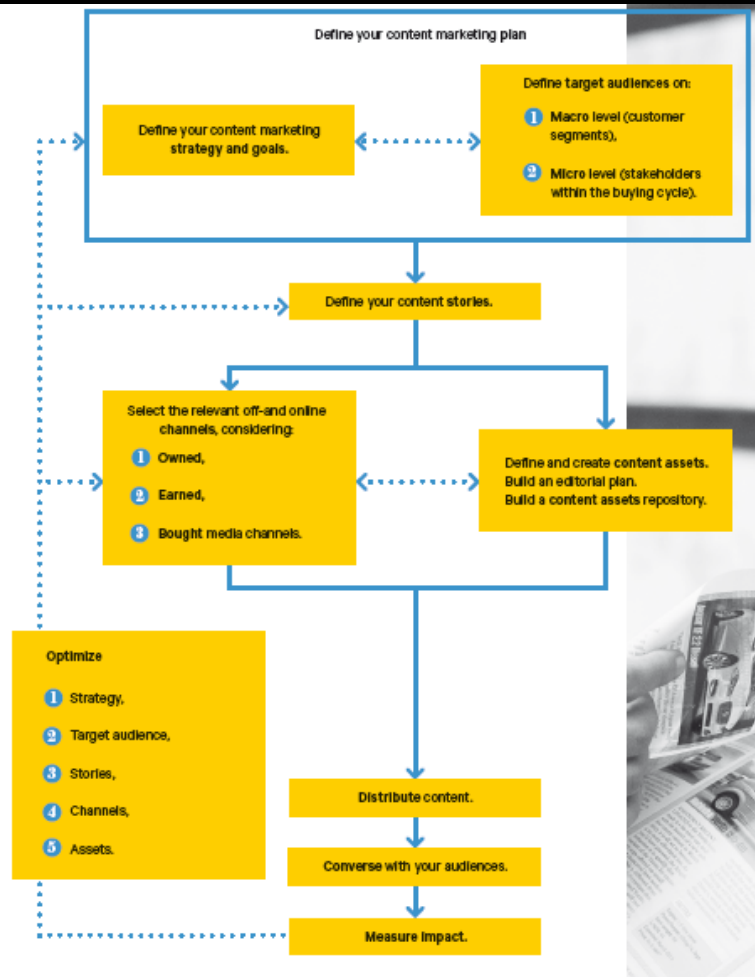 Define your content marketing plan
Define your content marketing
strategy and goals.
Define target audiences on:
1 Macro level (customer
segments),
2 Micro level (stakeholders
within the buying cycle).
Define your content stories.
Select the relevant off-and online
channels, considering:
1 Owned,
2 Earned,
3 Bought media channels.
Define and create content assets.
Build an editorial plan.
Build a content assets repository.
Optimize
1 Strategy,
2 Target audience,
3 Stories,
4 Channels,
5 Assets.
Distribute content.
Converse with your audiences.
Measure impact.